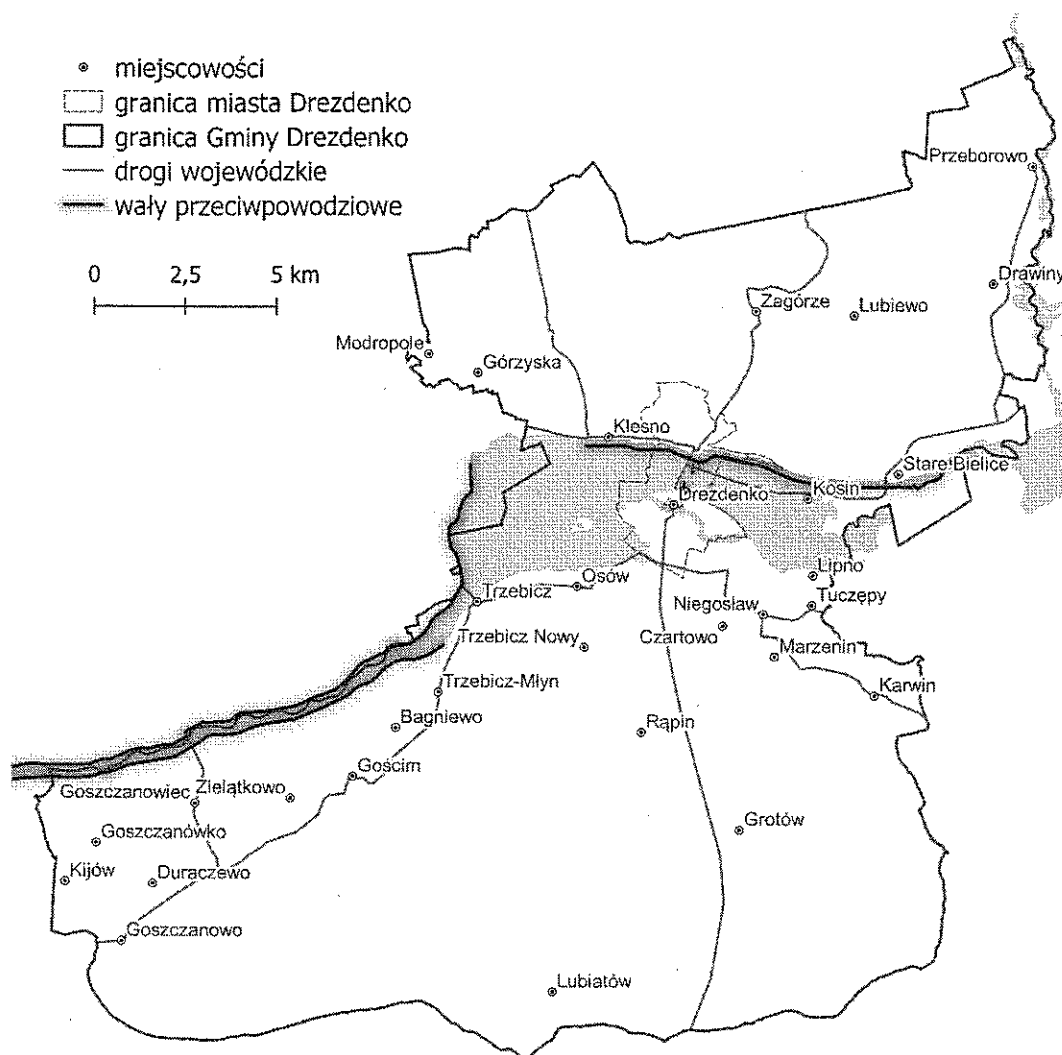 miejscowości
granica miasta Drezdenko
granica Gminy Drezdenko
drogi wojewódzkie
wały przeciwpowodziowe
0 2,5 5 km
Przeborowo
Drawiny
Zagórze
Lubiewo
Modropole
Górzyska
Klesno
Stare Bielice
Drezdenko
Kosin
Lipno
Osów
Trzebicz
Tuczępy
Niegosław
Czartowo
Trzebicz Nowy
Marzenin
Trzebicz-Młyn
Karwin
Bagniewo
Rąpin
Gościm
Goszczanowiec
Zielątkowo
Grotów
Goszczanówko
Kijów
Duraczewo
Goszczanowo
Lubiatów